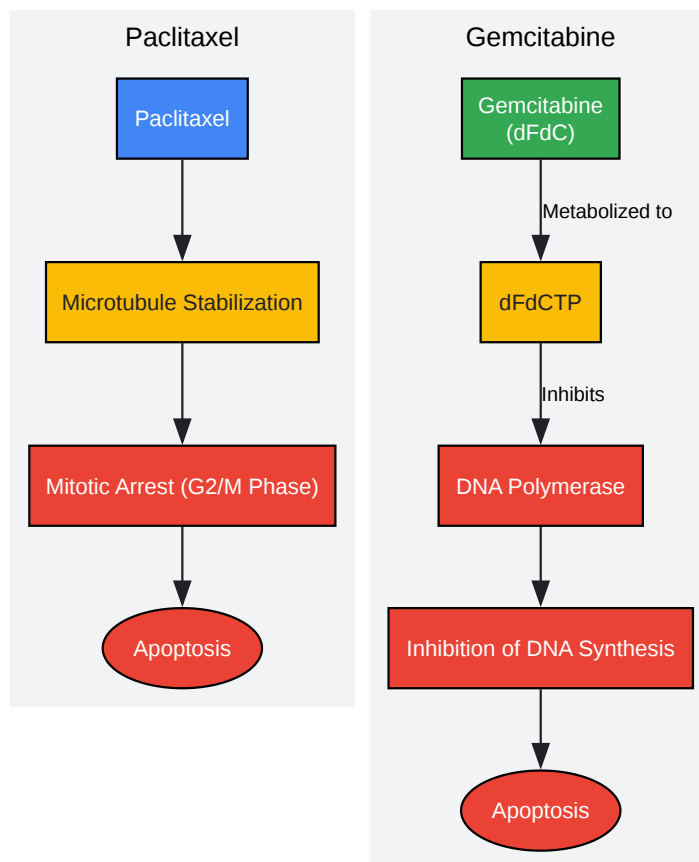 Paclitaxel
Paclitaxel
Microtubule Stabilization
Mitotic Arrest (G2/M Phase)
Apoptosis
Gemcitabine
Gemcitabine
(dFdC)
Metabolized to
dFdCTP
Inhibits
DNA Polymerase
Inhibition of DNA Synthesis
Apoptosis